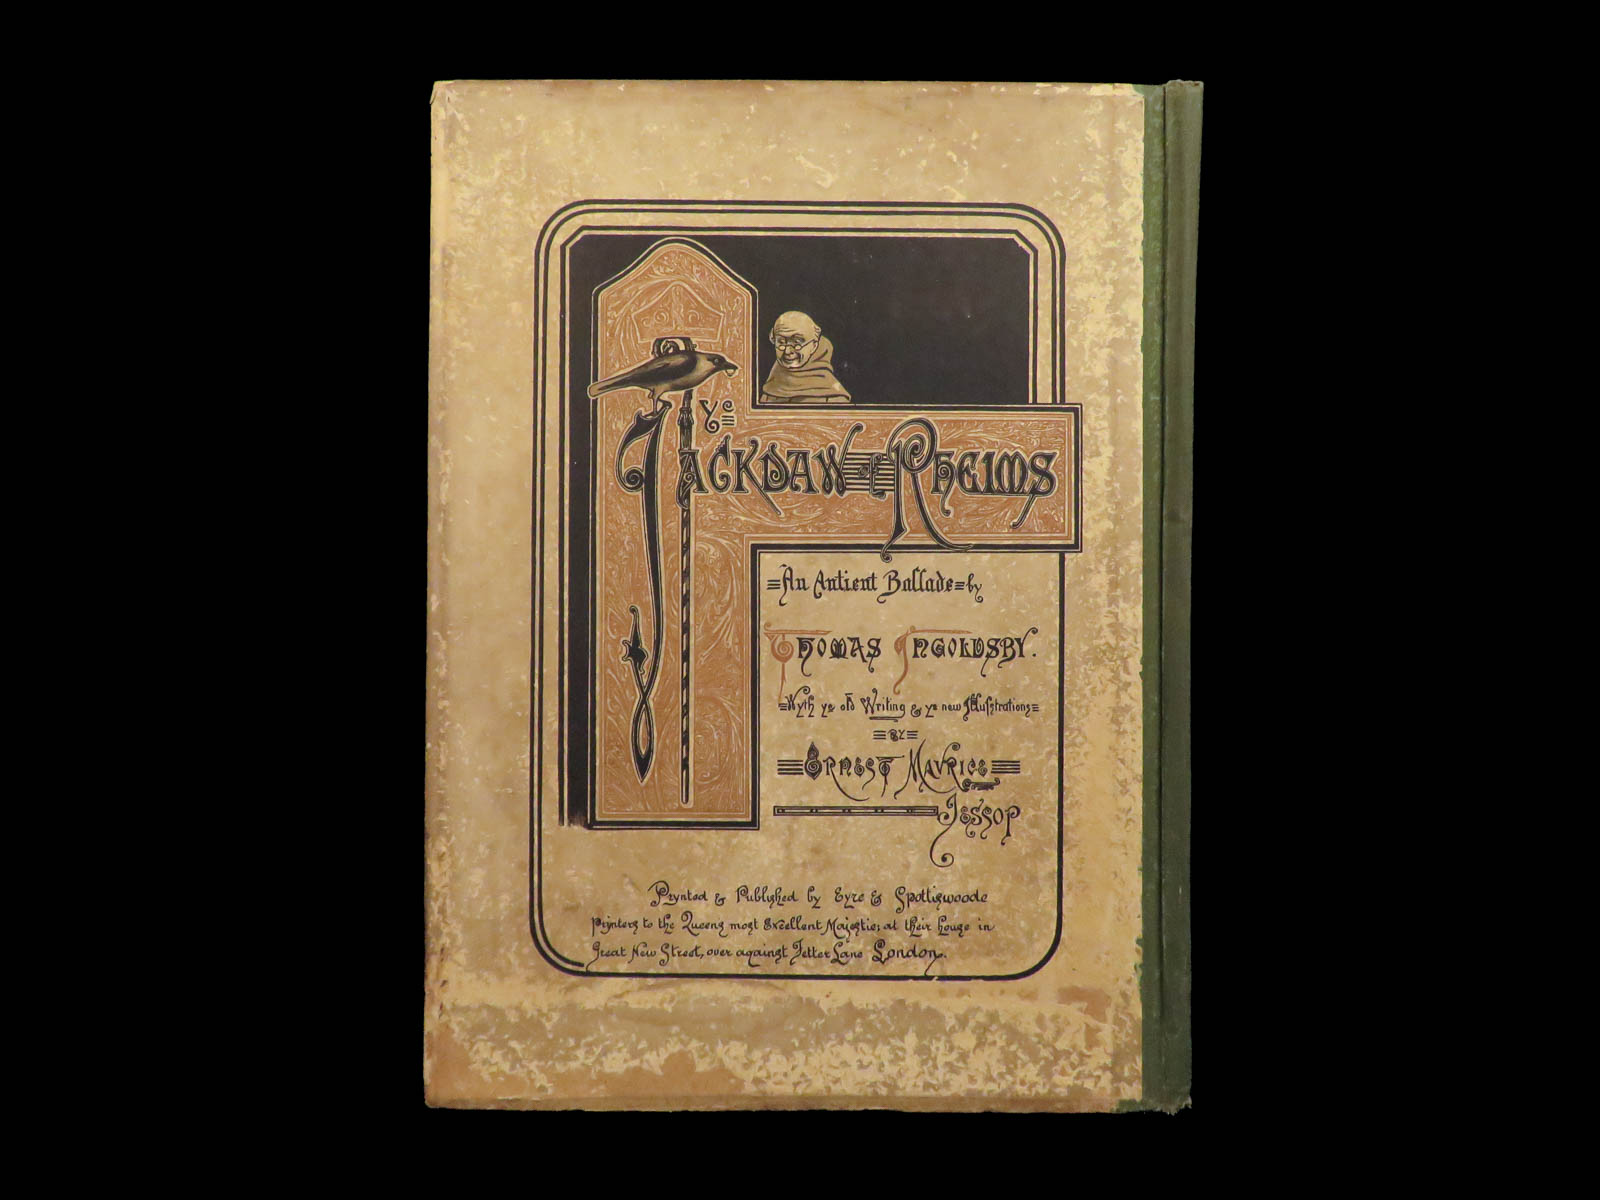 Ye
Jackdaw of Rheims
An Antient Ballade by
Thomas Ingoldsby.
Wyth ye old Writing & ye new Illustrations
BY
Ernest Maurice
Jessop
Prynted & Published by Eyre & Spottiswoode
Prynters to the Queens most Excellent Majestie; at their house in
Great New Street, over against Fetter Lane London.